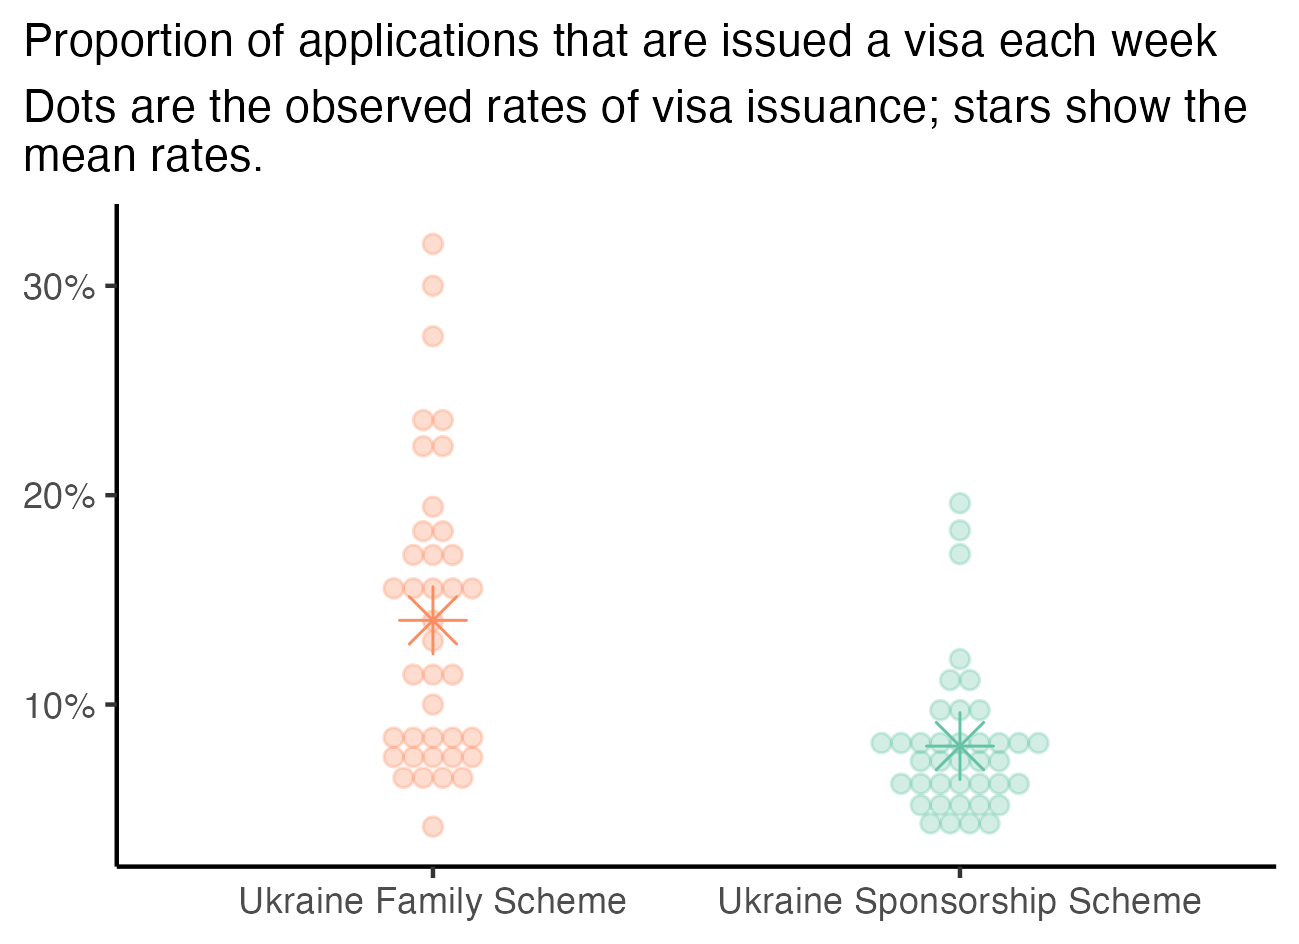 Proportion of applications that are issued a visa each week
Dots are the observed rates of visa issuance; stars show the
mean rates.
30%
20%
10%
Ukraine Family Scheme
Ukraine Sponsorship Scheme